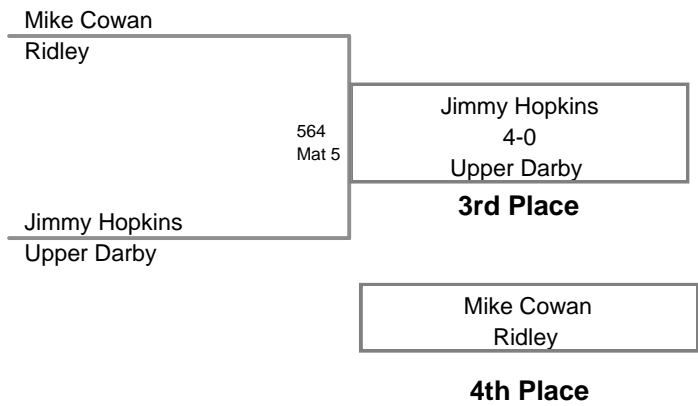 Mike Cowan
Ridley
564
Mat 5
Jimmy Hopkins
Upper Darby
Jimmy Hopkins
4-0
Upper Darby
3rd Place
Mike Cowan
Ridley
4th Place